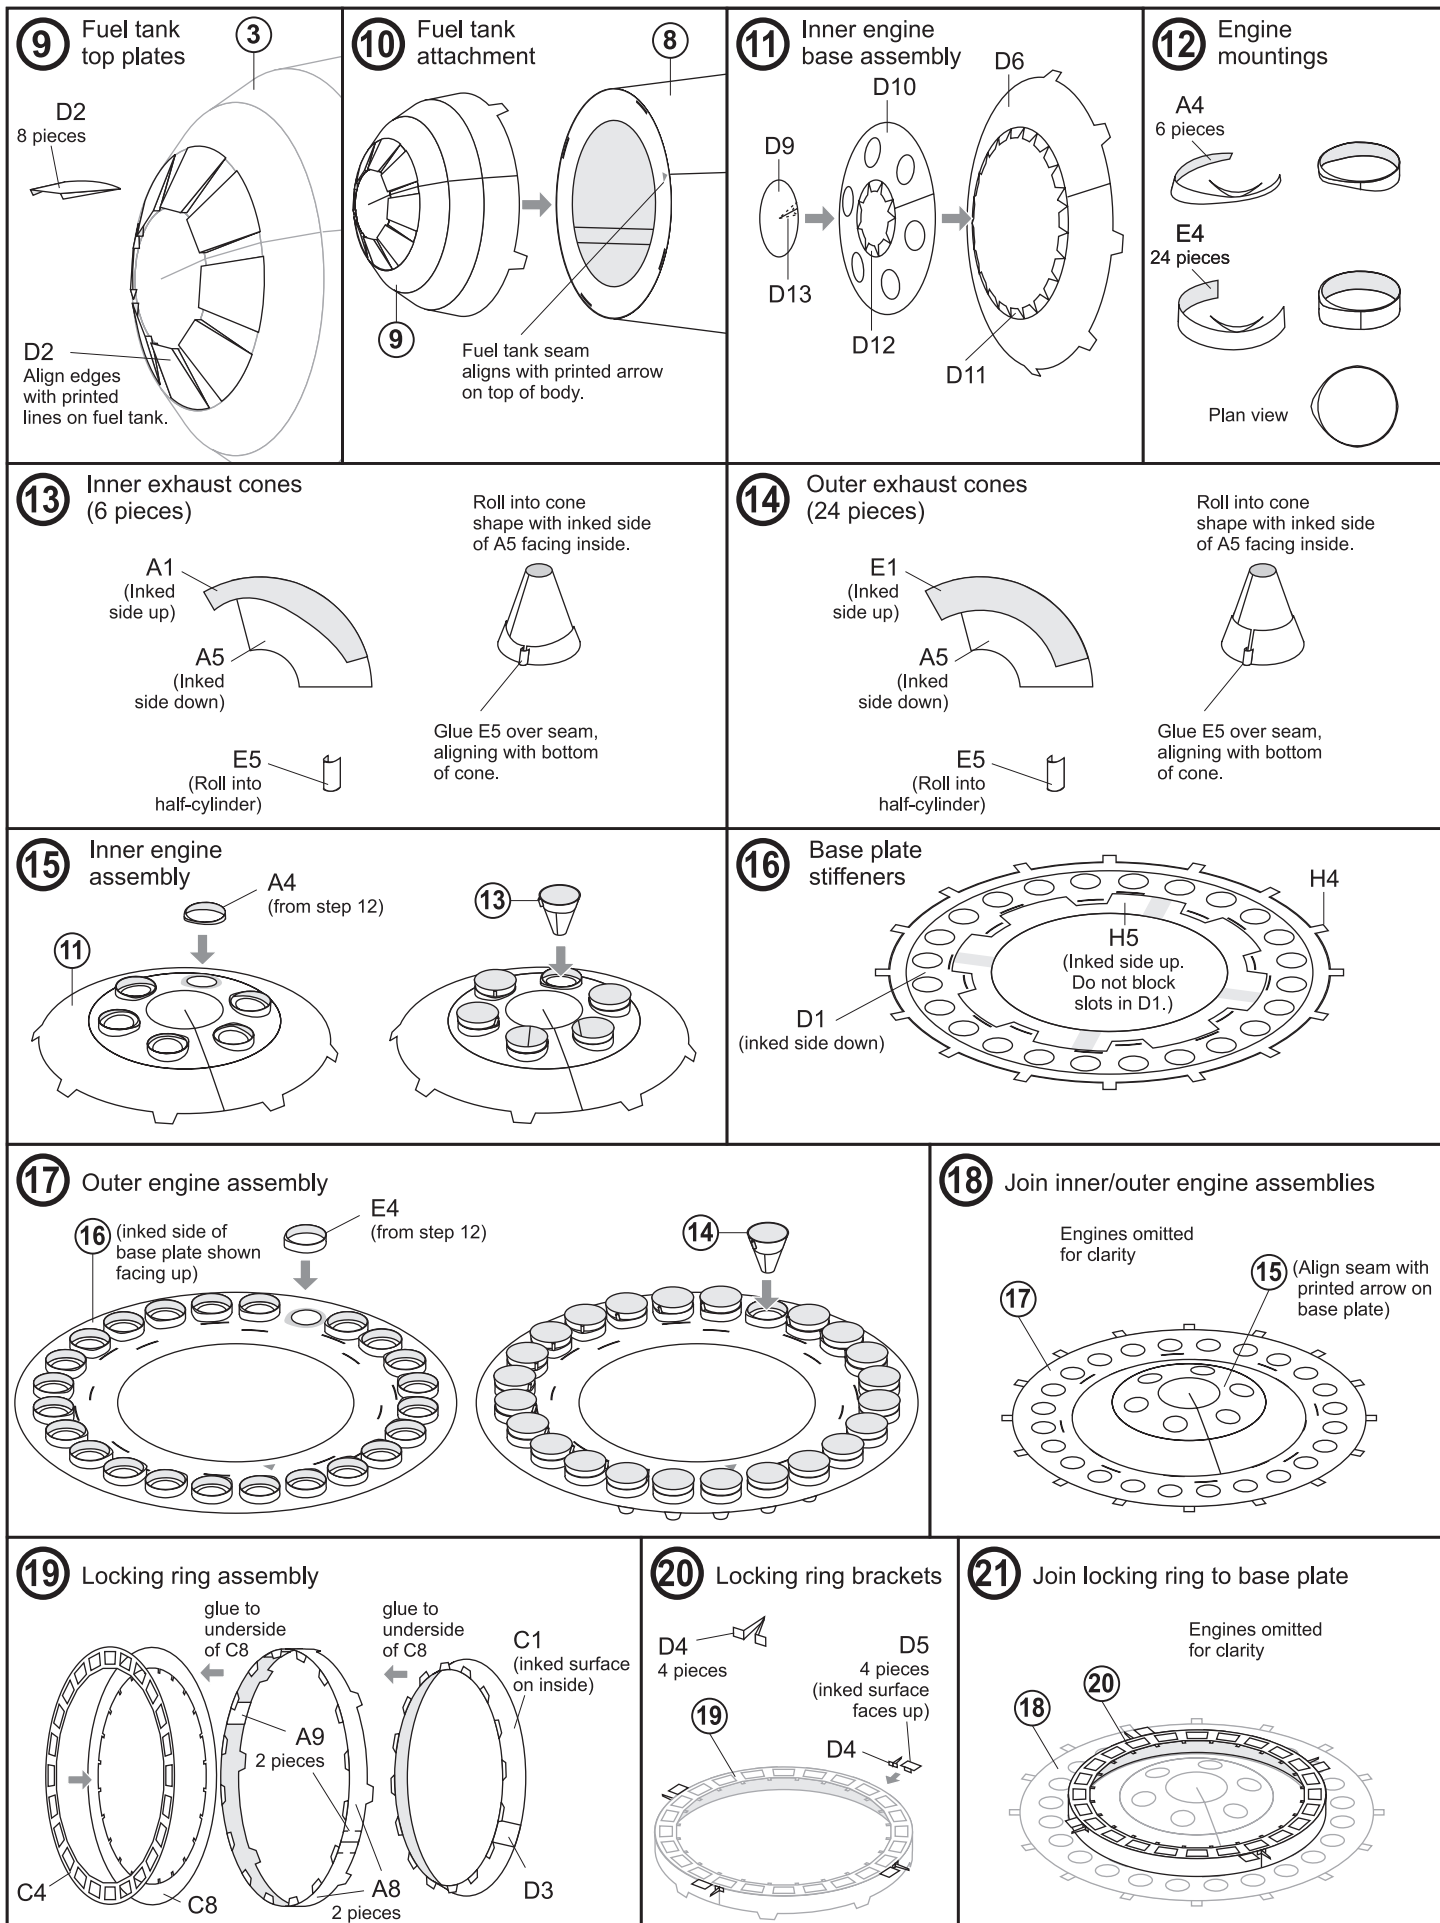 9 Fuel tank
top plates
3
D2
8 pieces
D2
Align edges
with printed
lines on fuel tank.
10 Fuel tank
attachment
8
9
Fuel tank seam
aligns with printed arrow
on top of body.
11 Inner engine
base assembly
D6
D10
D9
D13
D12
D11
12 Engine
mountings
A4
6 pieces
E4
24 pieces
Plan view
13 Inner exhaust cones
(6 pieces)
A1
(Inked
side up)
A5
(Inked
side down)
E5
(Roll into
half-cylinder)
Roll into cone
shape with inked side
of A5 facing inside.
Glue E5 over seam,
aligning with bottom
of cone.
14 Outer exhaust cones
(24 pieces)
E1
(Inked
side up)
A5
(Inked
side down)
E5
(Roll into
half-cylinder)
Roll into cone
shape with inked side
of A5 facing inside.
Glue E5 over seam,
aligning with bottom
of cone.
15 Inner engine
assembly
A4
(from step 12)
11
13
16 Base plate
stiffeners
H4
H5
(Inked side up.
Do not block
slots in D1.)
D1
(inked side down)
17 Outer engine assembly
16 (inked side of
base plate shown
facing up)
E4
(from step 12)
14
18 Join inner/outer engine assemblies
Engines omitted
for clarity
17
15 (Align seam with
printed arrow on
base plate)
19 Locking ring assembly
glue to
underside
of C8
glue to
underside
of C8
C1
(inked surface
on inside)
A9
2 pieces
C4
C8
A8
2 pieces
D3
20 Locking ring brackets
D4
4 pieces
D5
4 pieces
(inked surface
faces up)
19
D4
21 Join locking ring to base plate
Engines omitted
for clarity
20
18